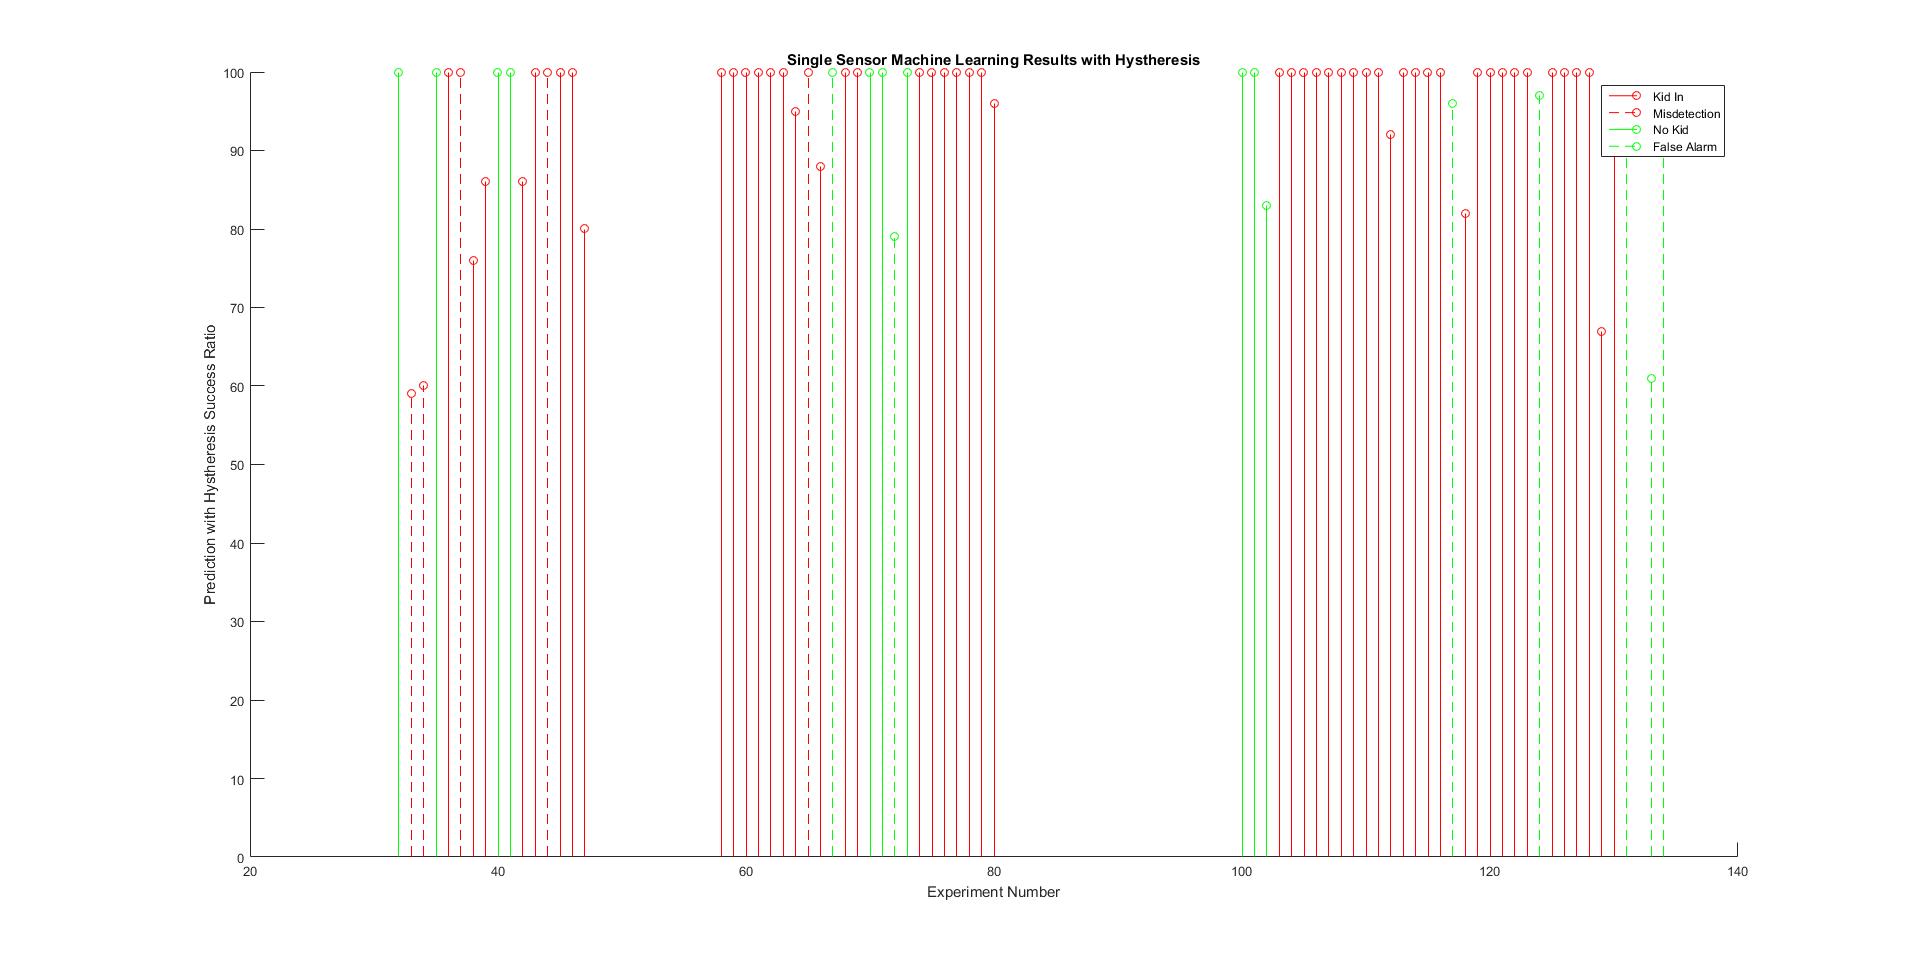 Single Sensor Machine Learning Results with Hystheresis
100
90
80
70
60
50
40
30
20
10
0
Prediction with Hystheresis Success Ratio
Kid In
Misdetection
No Kid
False Alarm
20 40 60 80 100 120 140
Experiment Number